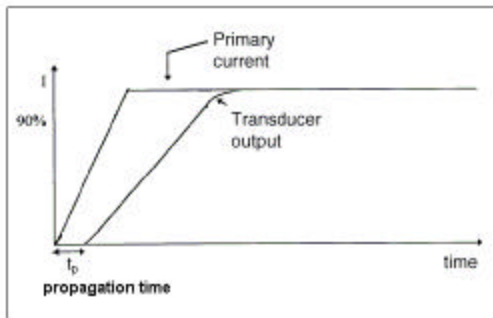 Primary
current
I
90%
Transducer
output
tp
time
propagation time